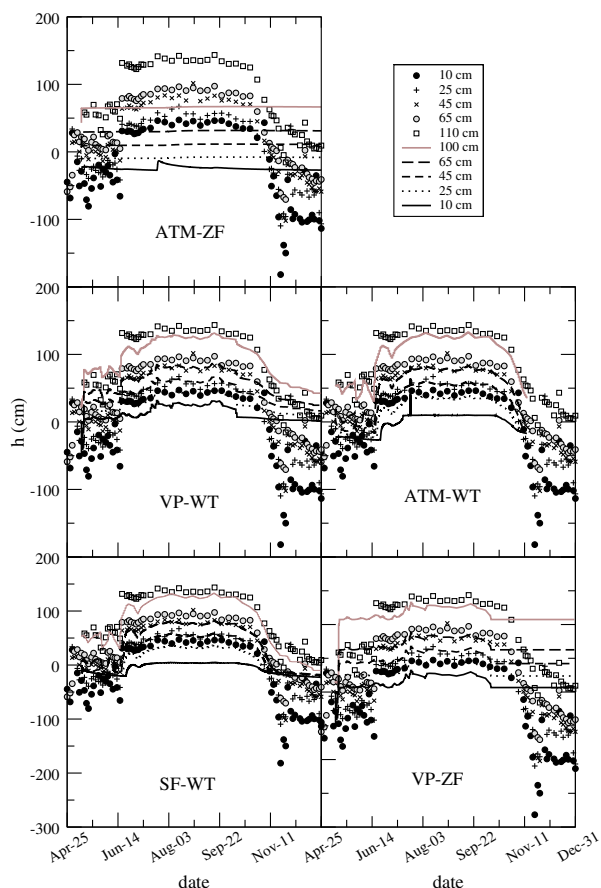 200
100
0
-100
10 cm
25 cm
45 cm
65 cm
110 cm
100 cm
65 cm
45 cm
25 cm
10 cm
ATM-ZF
200
100
0
-100
h (cm)
VP-WT
ATM-WT
200
100
0
-100
-200
-300
SF-WT
VP-ZF
Apr-25
Jun-14
Aug-03
Sep-22
Nov-11
Apr-25
Jun-14
Aug-03
Sep-22
Nov-11
Dec-31
date
date